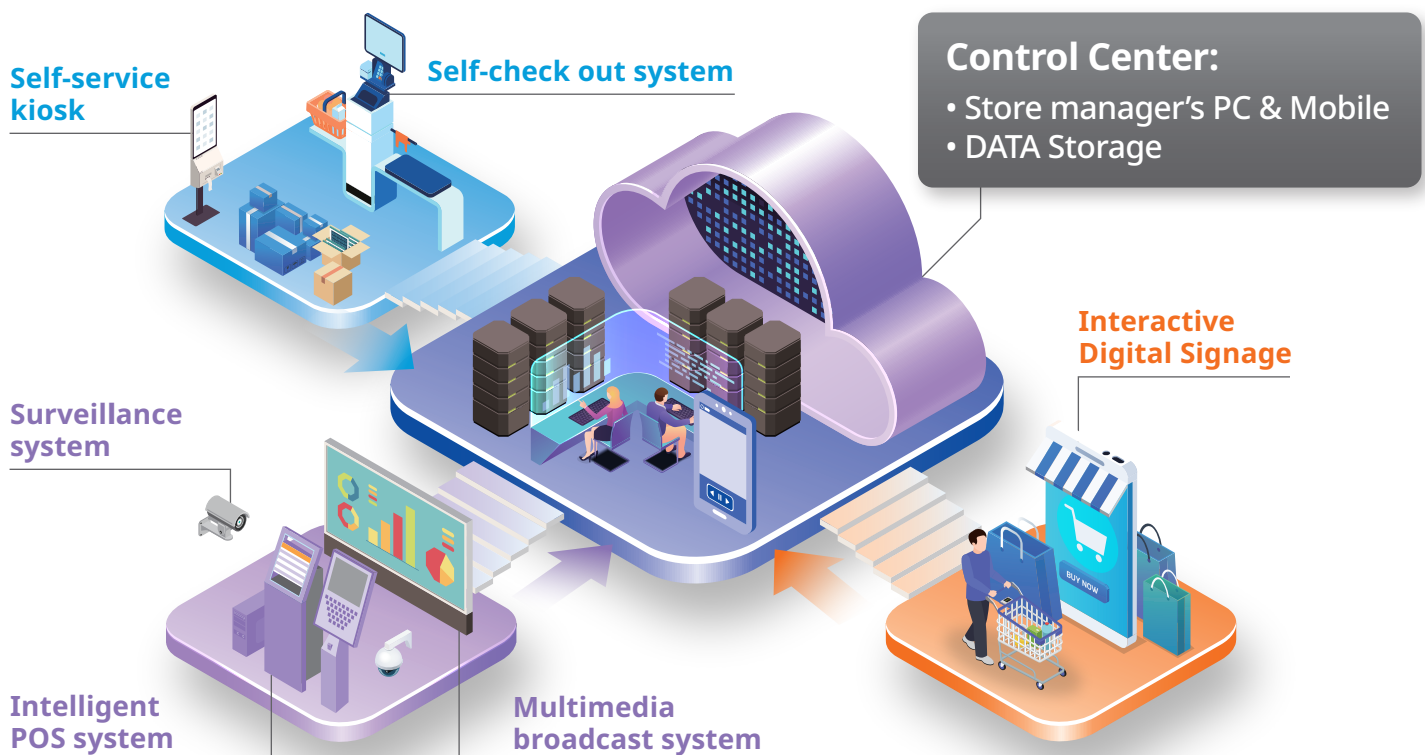 Self-service
kiosk
Self-check out system
Control Center:
• Store manager’s PC & Mobile
• DATA Storage
Interactive
Digital Signage
Surveillance
system
BUY NOW
Intelligent
POS system
Multimedia
broadcast system